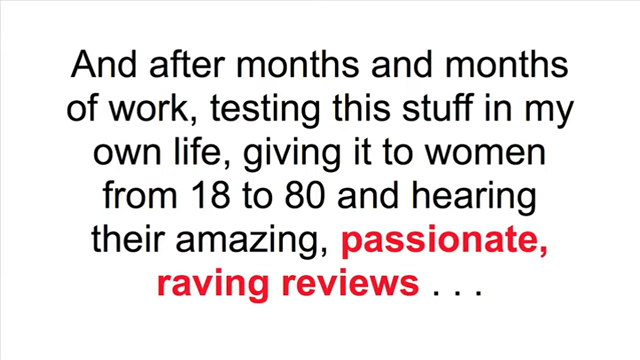 And after months and months
of work, testing this stuff in my
own life, giving it to women
from 18 to 80 and hearing
their amazing, passionate,
raving reviews . . .